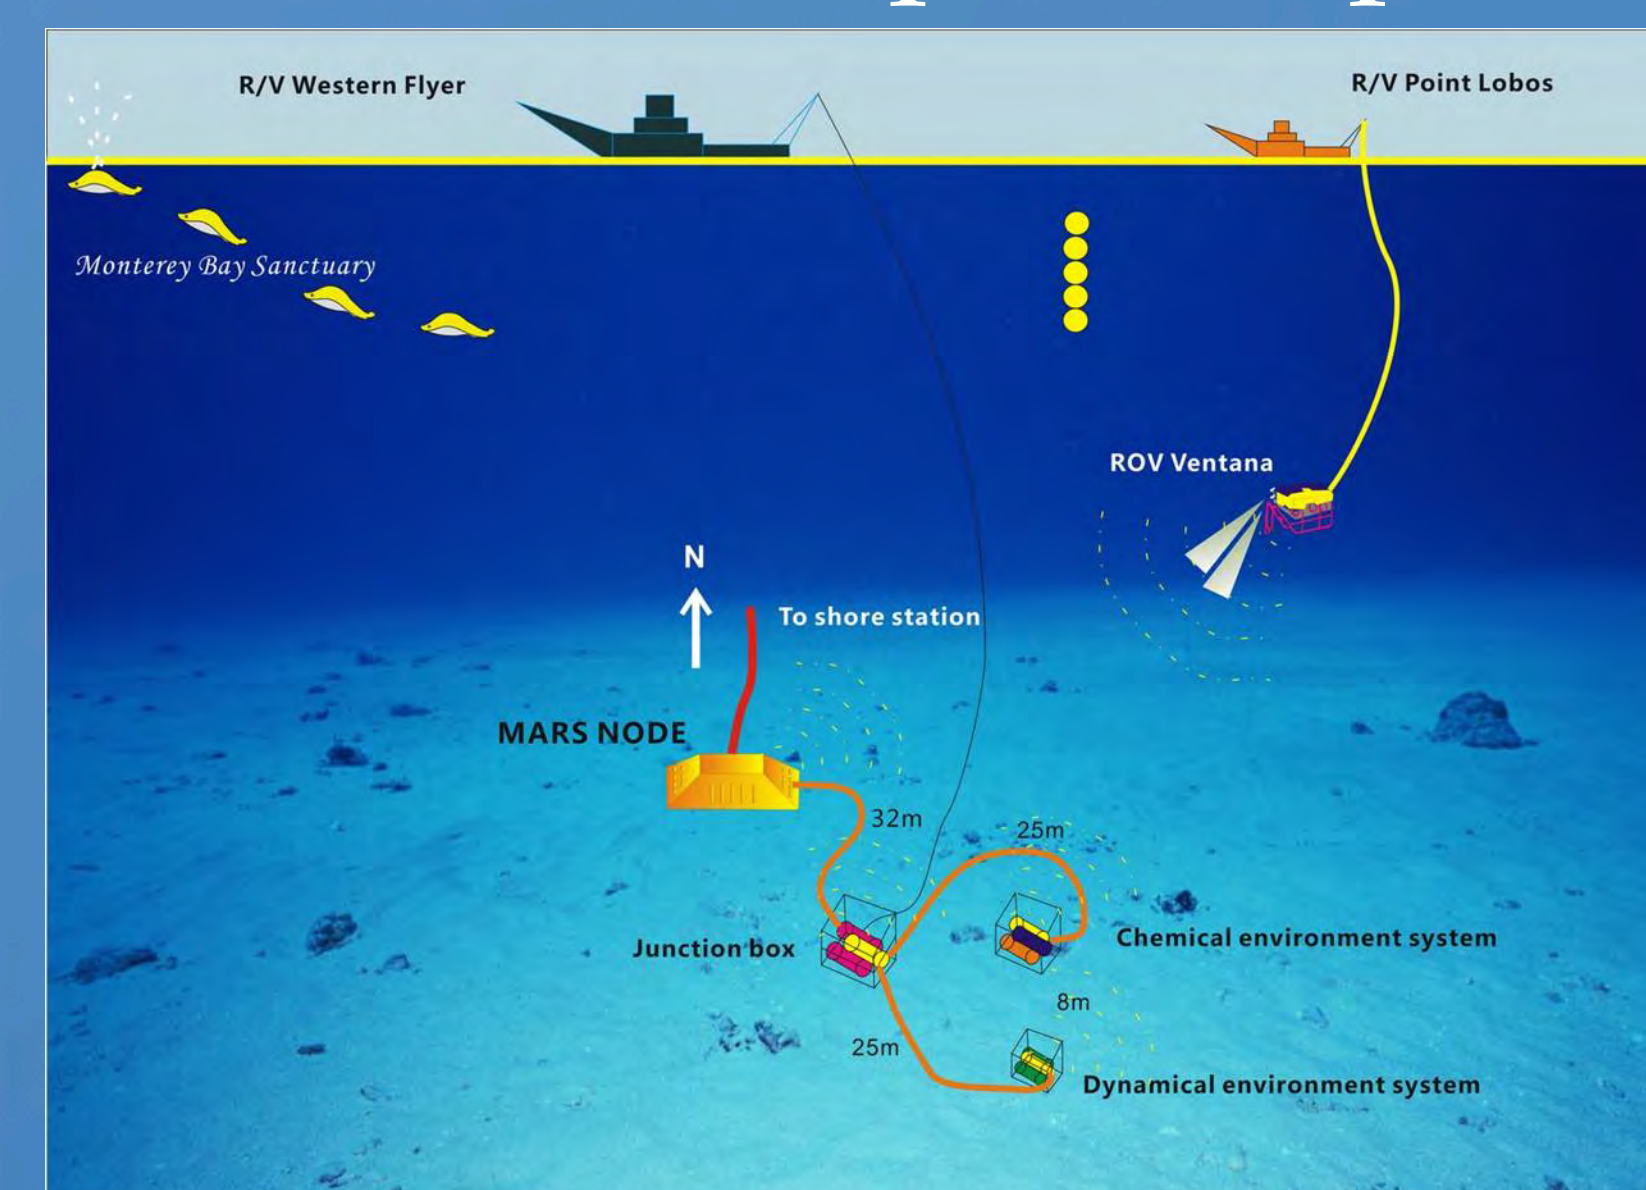 R/V Western Flyer
R/V Point Lobos
Monterey Bay Sanctuary
ROV Ventana
N
To shore station
MARS NODE
32m
25m
Junction box
Chemical environment system
8m
25m
Dynamical environment system